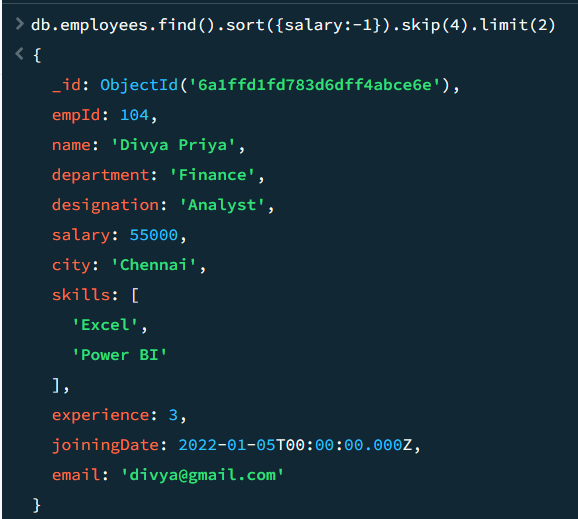 > db.employees.find().sort({salary:-1}).skip(4).limit(2)
< {
_id: ObjectId('6a1ffd1fd783d6dff4abce6e'),
empId: 104,
name: 'Divya Priya',
department: 'Finance',
designation: 'Analyst',
salary: 55000,
city: 'Chennai',
skills: [
'Excel',
'Power BI'
],
experience: 3,
joiningDate: 2022-01-05T00:00:00.000Z,
email: 'divya@gmail.com'
}